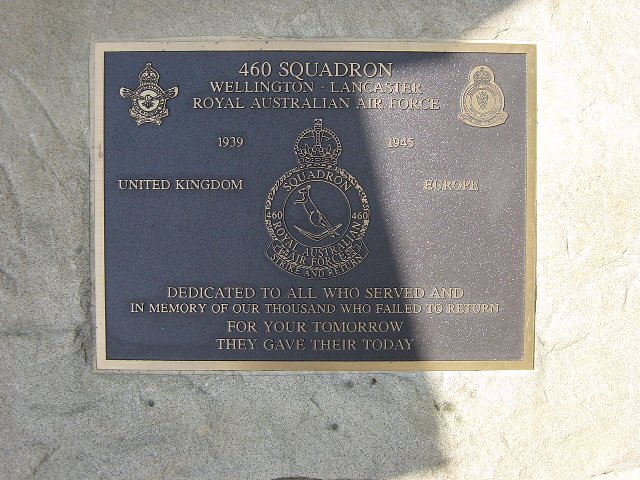 460 SQUADRON
WELLINGTON - LANCASTER
ROYAL AUSTRALIAN AIR FORCE
1939 1945
UNITED KINGDOM EUROPE
SQUADRON
460 460
ROYAL AUSTRALIAN
AIR FORCE
STRIKE AND RETURN
DEDICATED TO ALL WHO SERVED AND
IN MEMORY OF OUR THOUSAND WHO FAILED TO RETURN
FOR YOUR TOMORROW
THEY GAVE THEIR TODAY